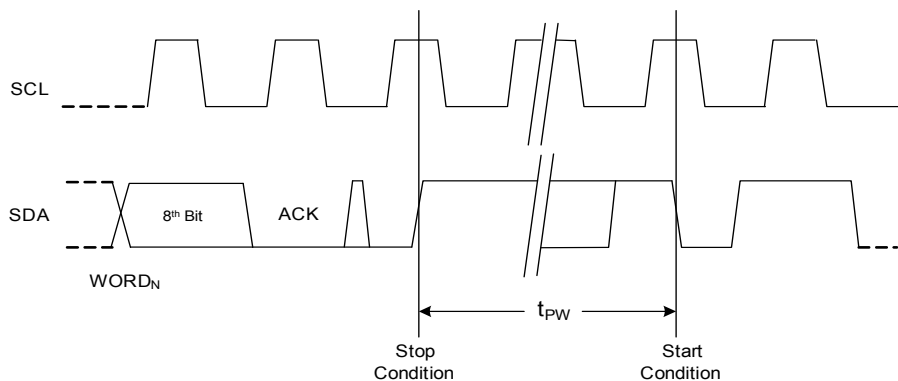 SCL
SDA
8th Bit
ACK
WORDN
tPW
Stop
Condition
Start
Condition